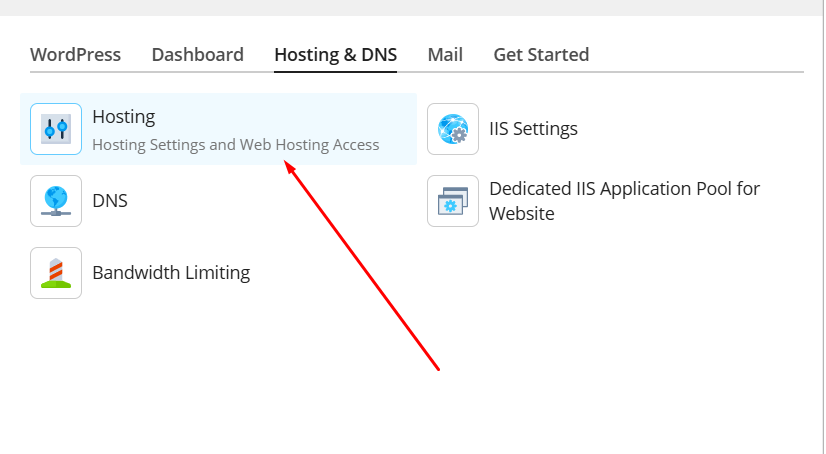 WordPress Dashboard Hosting & DNS Mail Get Started
Hosting
Hosting Settings and Web Hosting Access
IIS Settings
DNS
Dedicated IIS Application Pool for
Website
Bandwidth Limiting